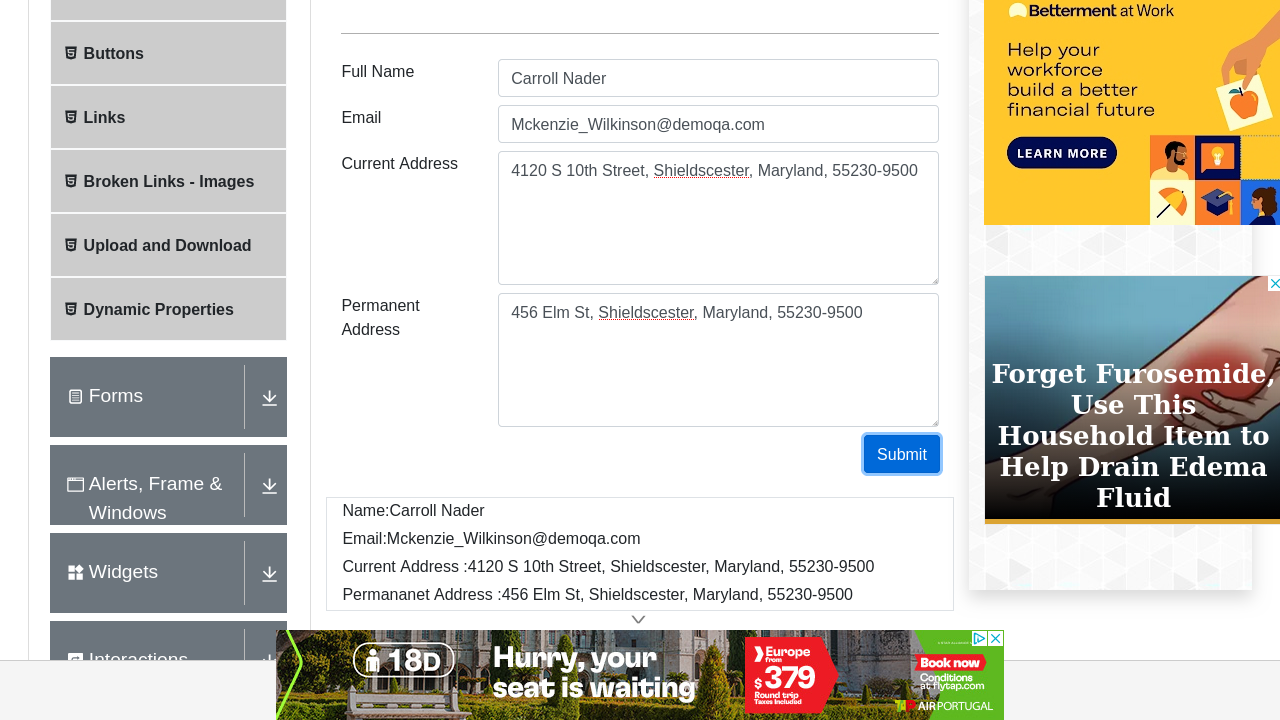 Buttons
Links
Broken Links - Images
Upload and Download
Dynamic Properties
Forms
Alerts, Frame &
Windows
Widgets
Interactions
Full Name
Carroll Nader
Email
Mckenzie_Wilkinson@demoqa.com
Current Address
4120 S 10th Street, Shieldscester, Maryland, 55230-9500
Permanent
Address
456 Elm St, Shieldscester, Maryland, 55230-9500
Submit
Name:Carroll Nader
Email:Mckenzie_Wilkinson@demoqa.com
Current Address :4120 S 10th Street, Shieldscester, Maryland, 55230-9500
Permananet Address :456 Elm St, Shieldscester, Maryland, 55230-9500
Betterment at Work
Help your
workforce
build a better
financial future
LEARN MORE
Forget Furosemide,
Use This
Household Item to
Help Drain Edema
Fluid
18D
Hurry, your
seat is waiting
Europe
from
$379
Round trip
Taxes included
Book now
Conditions
at flytap.com
TAP AIR PORTUGAL